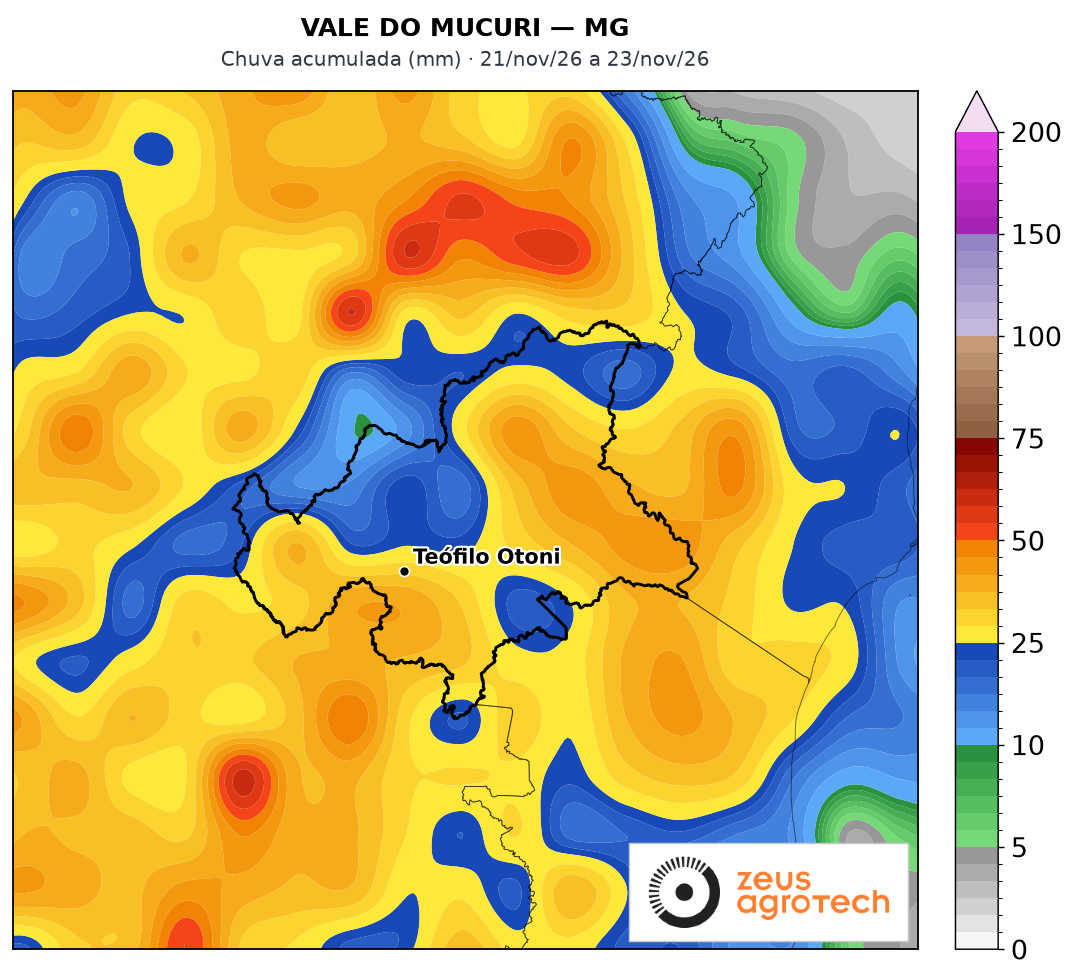 VALE DO MUCURI — MG
Chuva acumulada (mm) · 21/nov/26 a 23/nov/26
200
150
100
75
50
25
10
5
0
Teófilo Otoni
zeus
agrotech